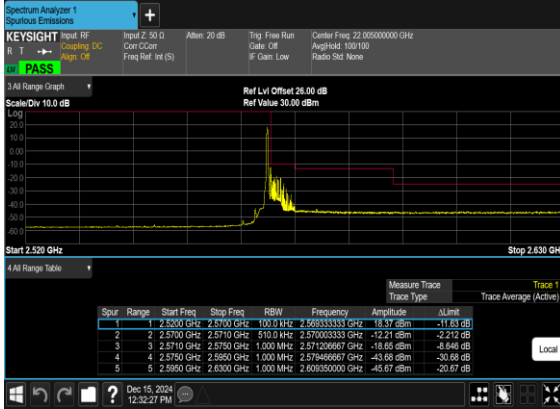 Spectrum Analyzer 1
Spurious Emissions
+
KEYSIGHT Input: RF Input Z: 50 Ω Atten: 20 dB Trig: Free Run Center Freq: 22.005000000 GHz
R T Coupling: DC Corr CCorr Gate: Off Avg|Hold: 100/100
Align: Off Freq Ref: Int (S) IF Gain: Low Radio Std: None
PASS
3 All Range Graph
Ref Lvl Offset 26.00 dB
Scale/Div 10.0 dB Ref Value 30.00 dBm
Log
20.0
10.0
0.00
-10.0
-20.0
-30.0
-40.0
-50.0
-60.0
Start 2.520 GHz Stop 2.630 GH
4 All Range Table
Measure Trace Trace 1
Trace Type Trace Average (Active)
Spur Range Start Freq Stop Freq RBW Frequency Amplitude ΔLimit
1 1 2.5200 GHz 2.5700 GHz 100.0 kHz 2.569333333 GHz 18.37 dBm -11.63 dB
2 2 2.5700 GHz 2.5710 GHz 510.0 kHz 2.570003333 GHz -12.21 dBm -2.212 dB
3 3 2.5710 GHz 2.5750 GHz 1.000 MHz 2.571206667 GHz -18.65 dBm -8.646 dB
4 4 2.5750 GHz 2.5950 GHz 1.000 MHz 2.579466667 GHz -43.68 dBm -30.68 dB
5 5 2.5950 GHz 2.6300 GHz 1.000 MHz 2.609350000 GHz -45.67 dBm -20.67 dB
Local
?
Dec 15, 2024
12:32:27 PM